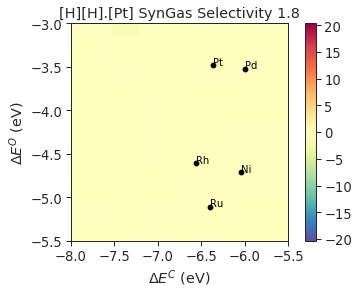 [H][H].[Pt] SynGas Selectivity 1.8
−3.0
−3.5
−4.0
−4.5
−5.0
−5.5
ΔE^O (eV)
Pt
Pd
Rh
Ni
Ru
−8.0 −7.5 −7.0 −6.5 −6.0 −5.5
ΔE^C (eV)
20
15
10
5
0
−5
−10
−15
−20